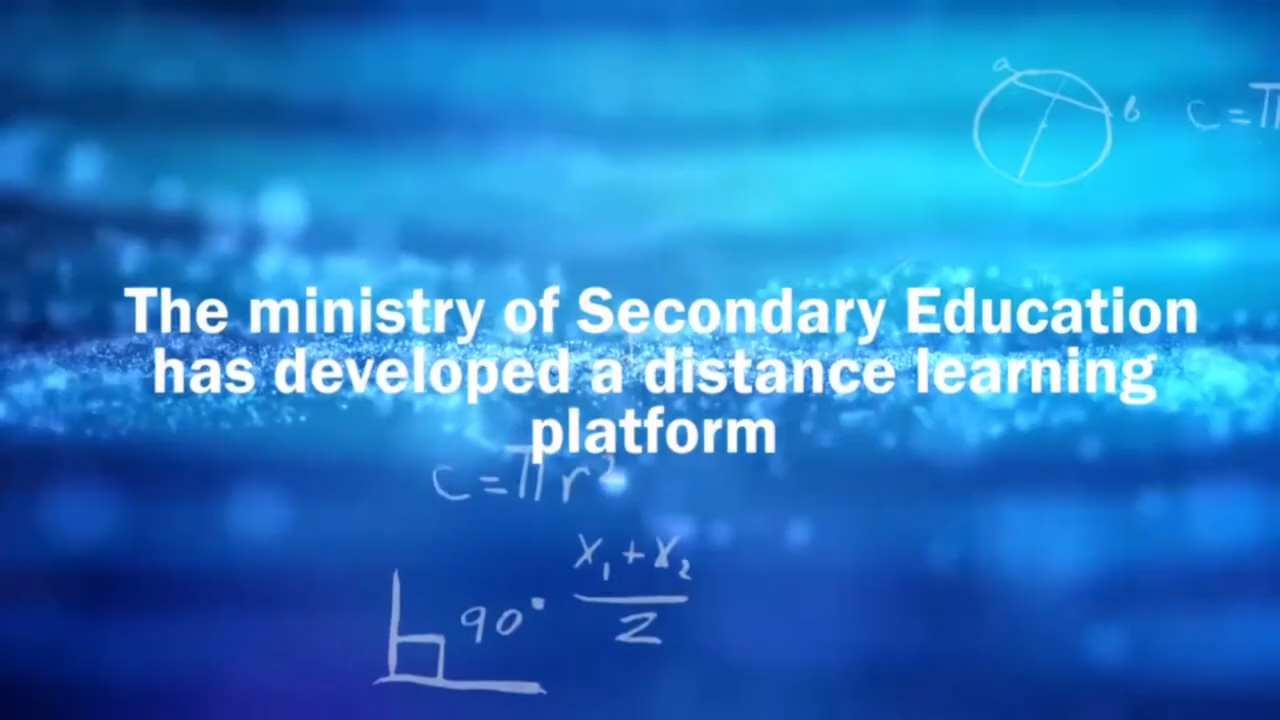 a
b c=π
The ministry of Secondary Education
has developed a distance learning
platform
c=πr²
x₁+x₂
90°
2